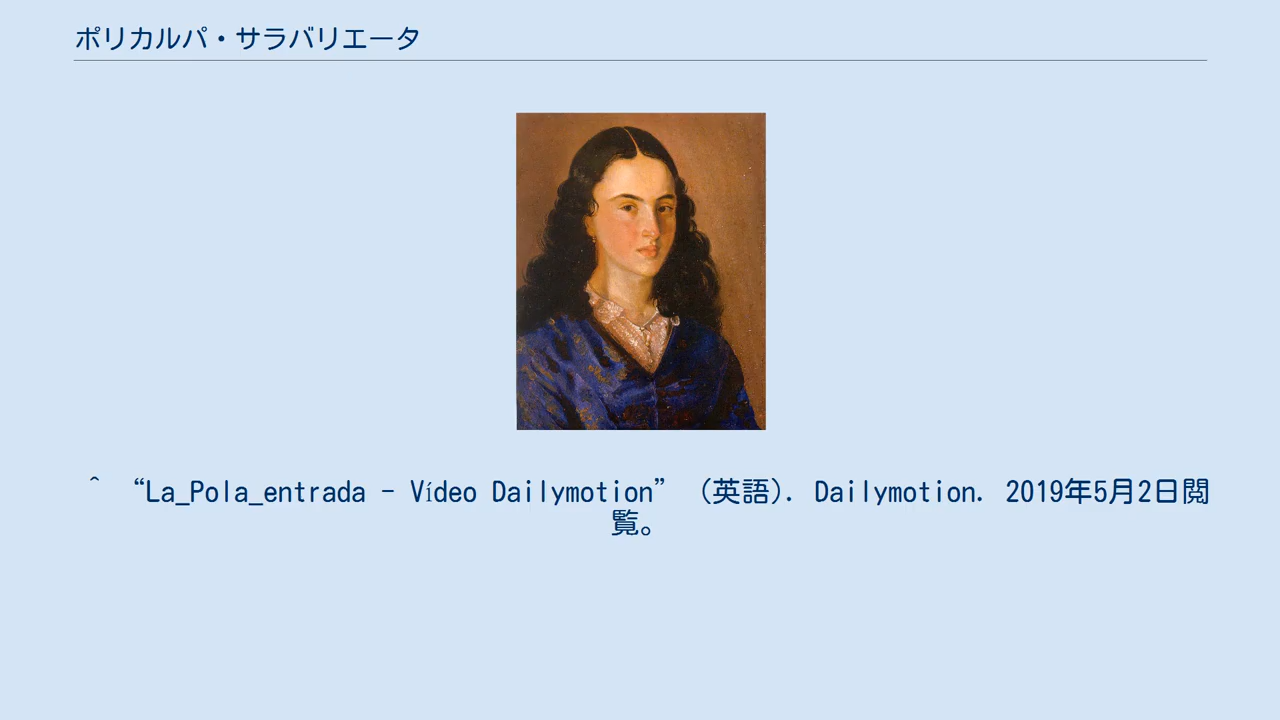 ポリカルパ・サラバリエータ
^ “La_Pola_entrada - Vídeo Dailymotion” (英語). Dailymotion. 2019年5月2日閲
覧。